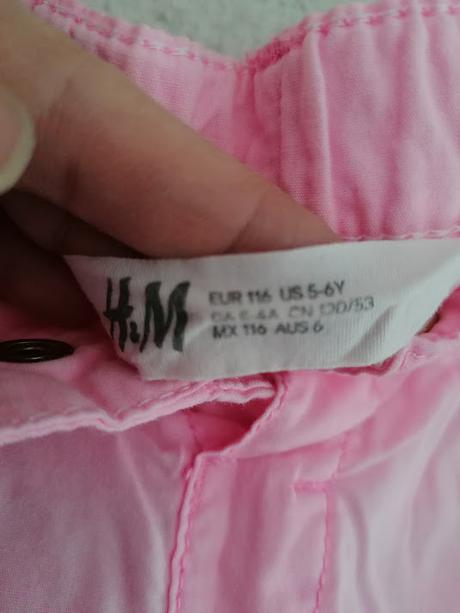 H&M
EUR 116 US 5-6Y
CA 5-6A CN 120/53
MX 116 AUS 6